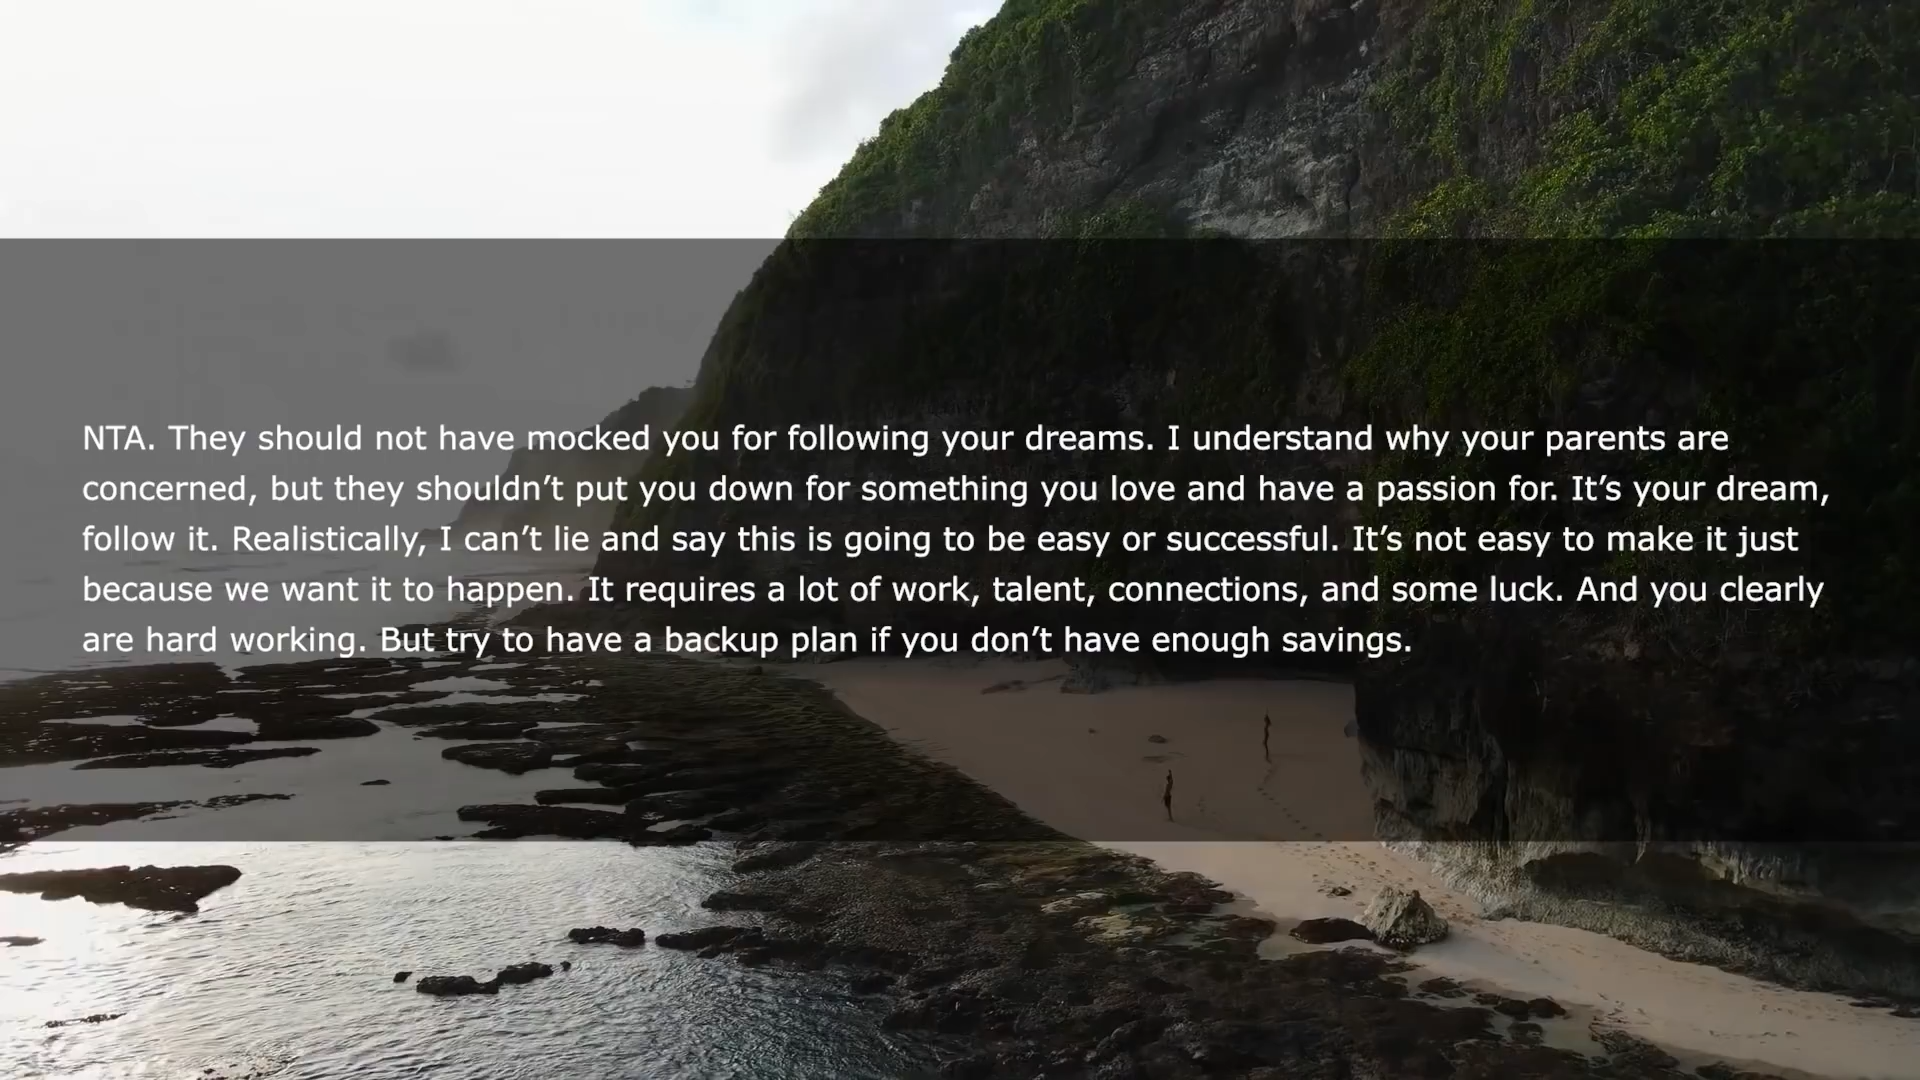 NTA. They should not have mocked you for following your dreams. I understand why your parents are
concerned, but they shouldn’t put you down for something you love and have a passion for. It’s your dream,
follow it. Realistically, I can’t lie and say this is going to be easy or successful. It’s not easy to make it just
because we want it to happen. It requires a lot of work, talent, connections, and some luck. And you clearly
are hard working. But try to have a backup plan if you don’t have enough savings.